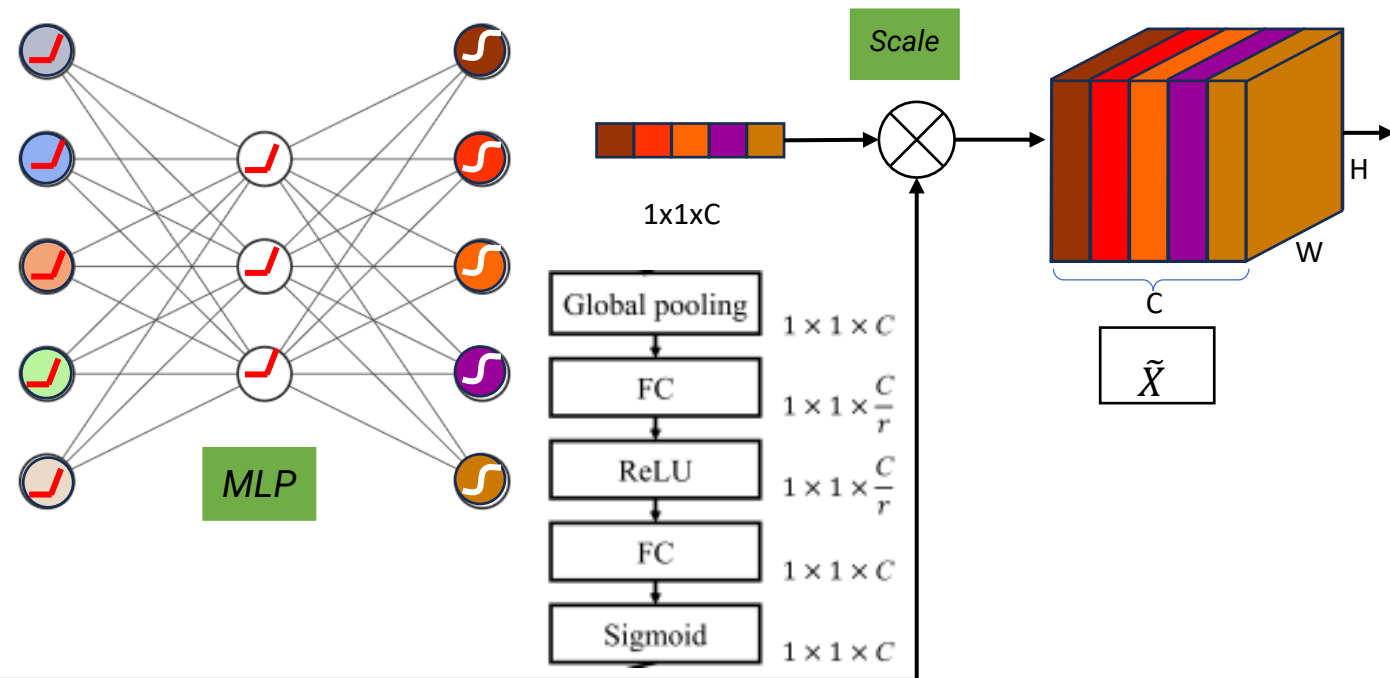 Scale
1x1xC
H
W
C
X̃
MLP
Global pooling
1 × 1 × C
FC
1 × 1 × C/r
ReLU
1 × 1 × C/r
FC
1 × 1 × C
Sigmoid
1 × 1 × C